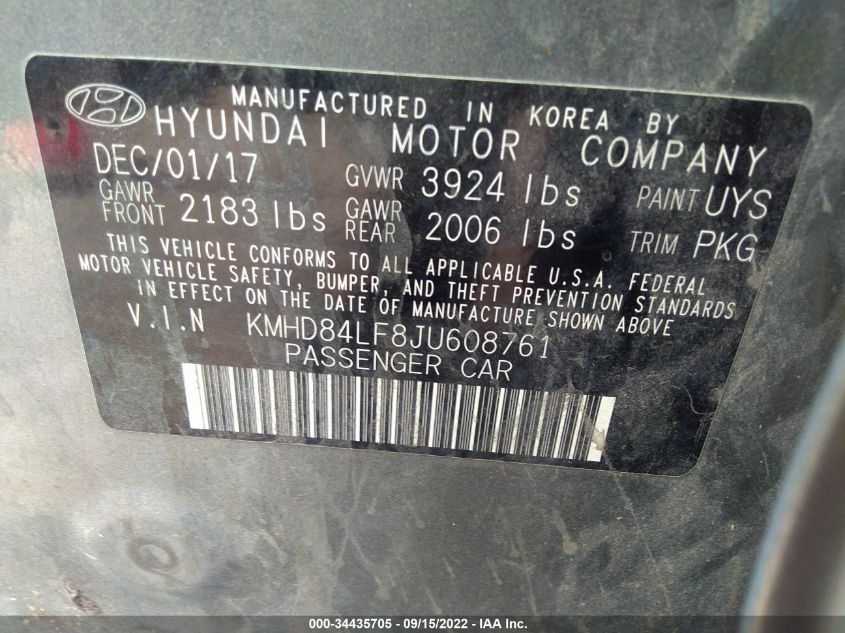 MANUFACTURED IN KOREA BY
HYUNDAI MOTOR COMPANY
DEC/01/17 GVWR 3924 lbs PAINT UYS
GAWR FRONT 2183 lbs GAWR REAR 2006 lbs TRIM PKG
THIS VEHICLE CONFORMS TO ALL APPLICABLE U.S.A. FEDERAL
MOTOR VEHICLE SAFETY, BUMPER, AND THEFT PREVENTION STANDARDS
IN EFFECT ON THE DATE OF MANUFACTURE SHOWN ABOVE
V.I.N KMHD84LF8JU608761
PASSENGER CAR
000-34435705 - 09/15/2022 - IAA Inc.